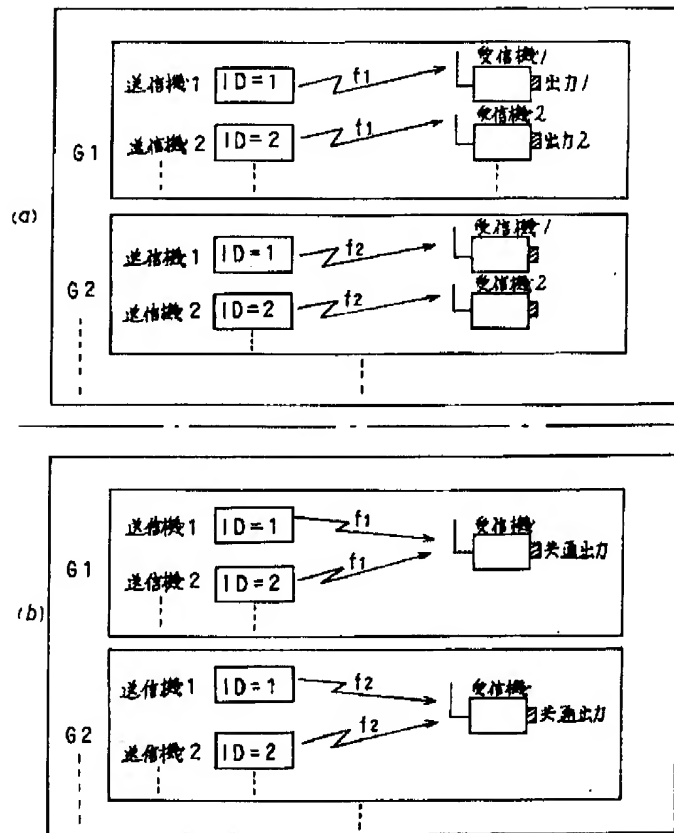 (a)
G1
送信機1 ID=1 f1 受信機1 出力1
送信機2 ID=2 f1 受信機2 出力2
G2
送信機1 ID=1 f2 受信機1
送信機2 ID=2 f2 受信機2
(b)
G1
送信機1 ID=1 f1 受信機 共通出力
送信機2 ID=2 f1
G2
送信機1 ID=1 f2 受信機 共通出力
送信機2 ID=2 f2